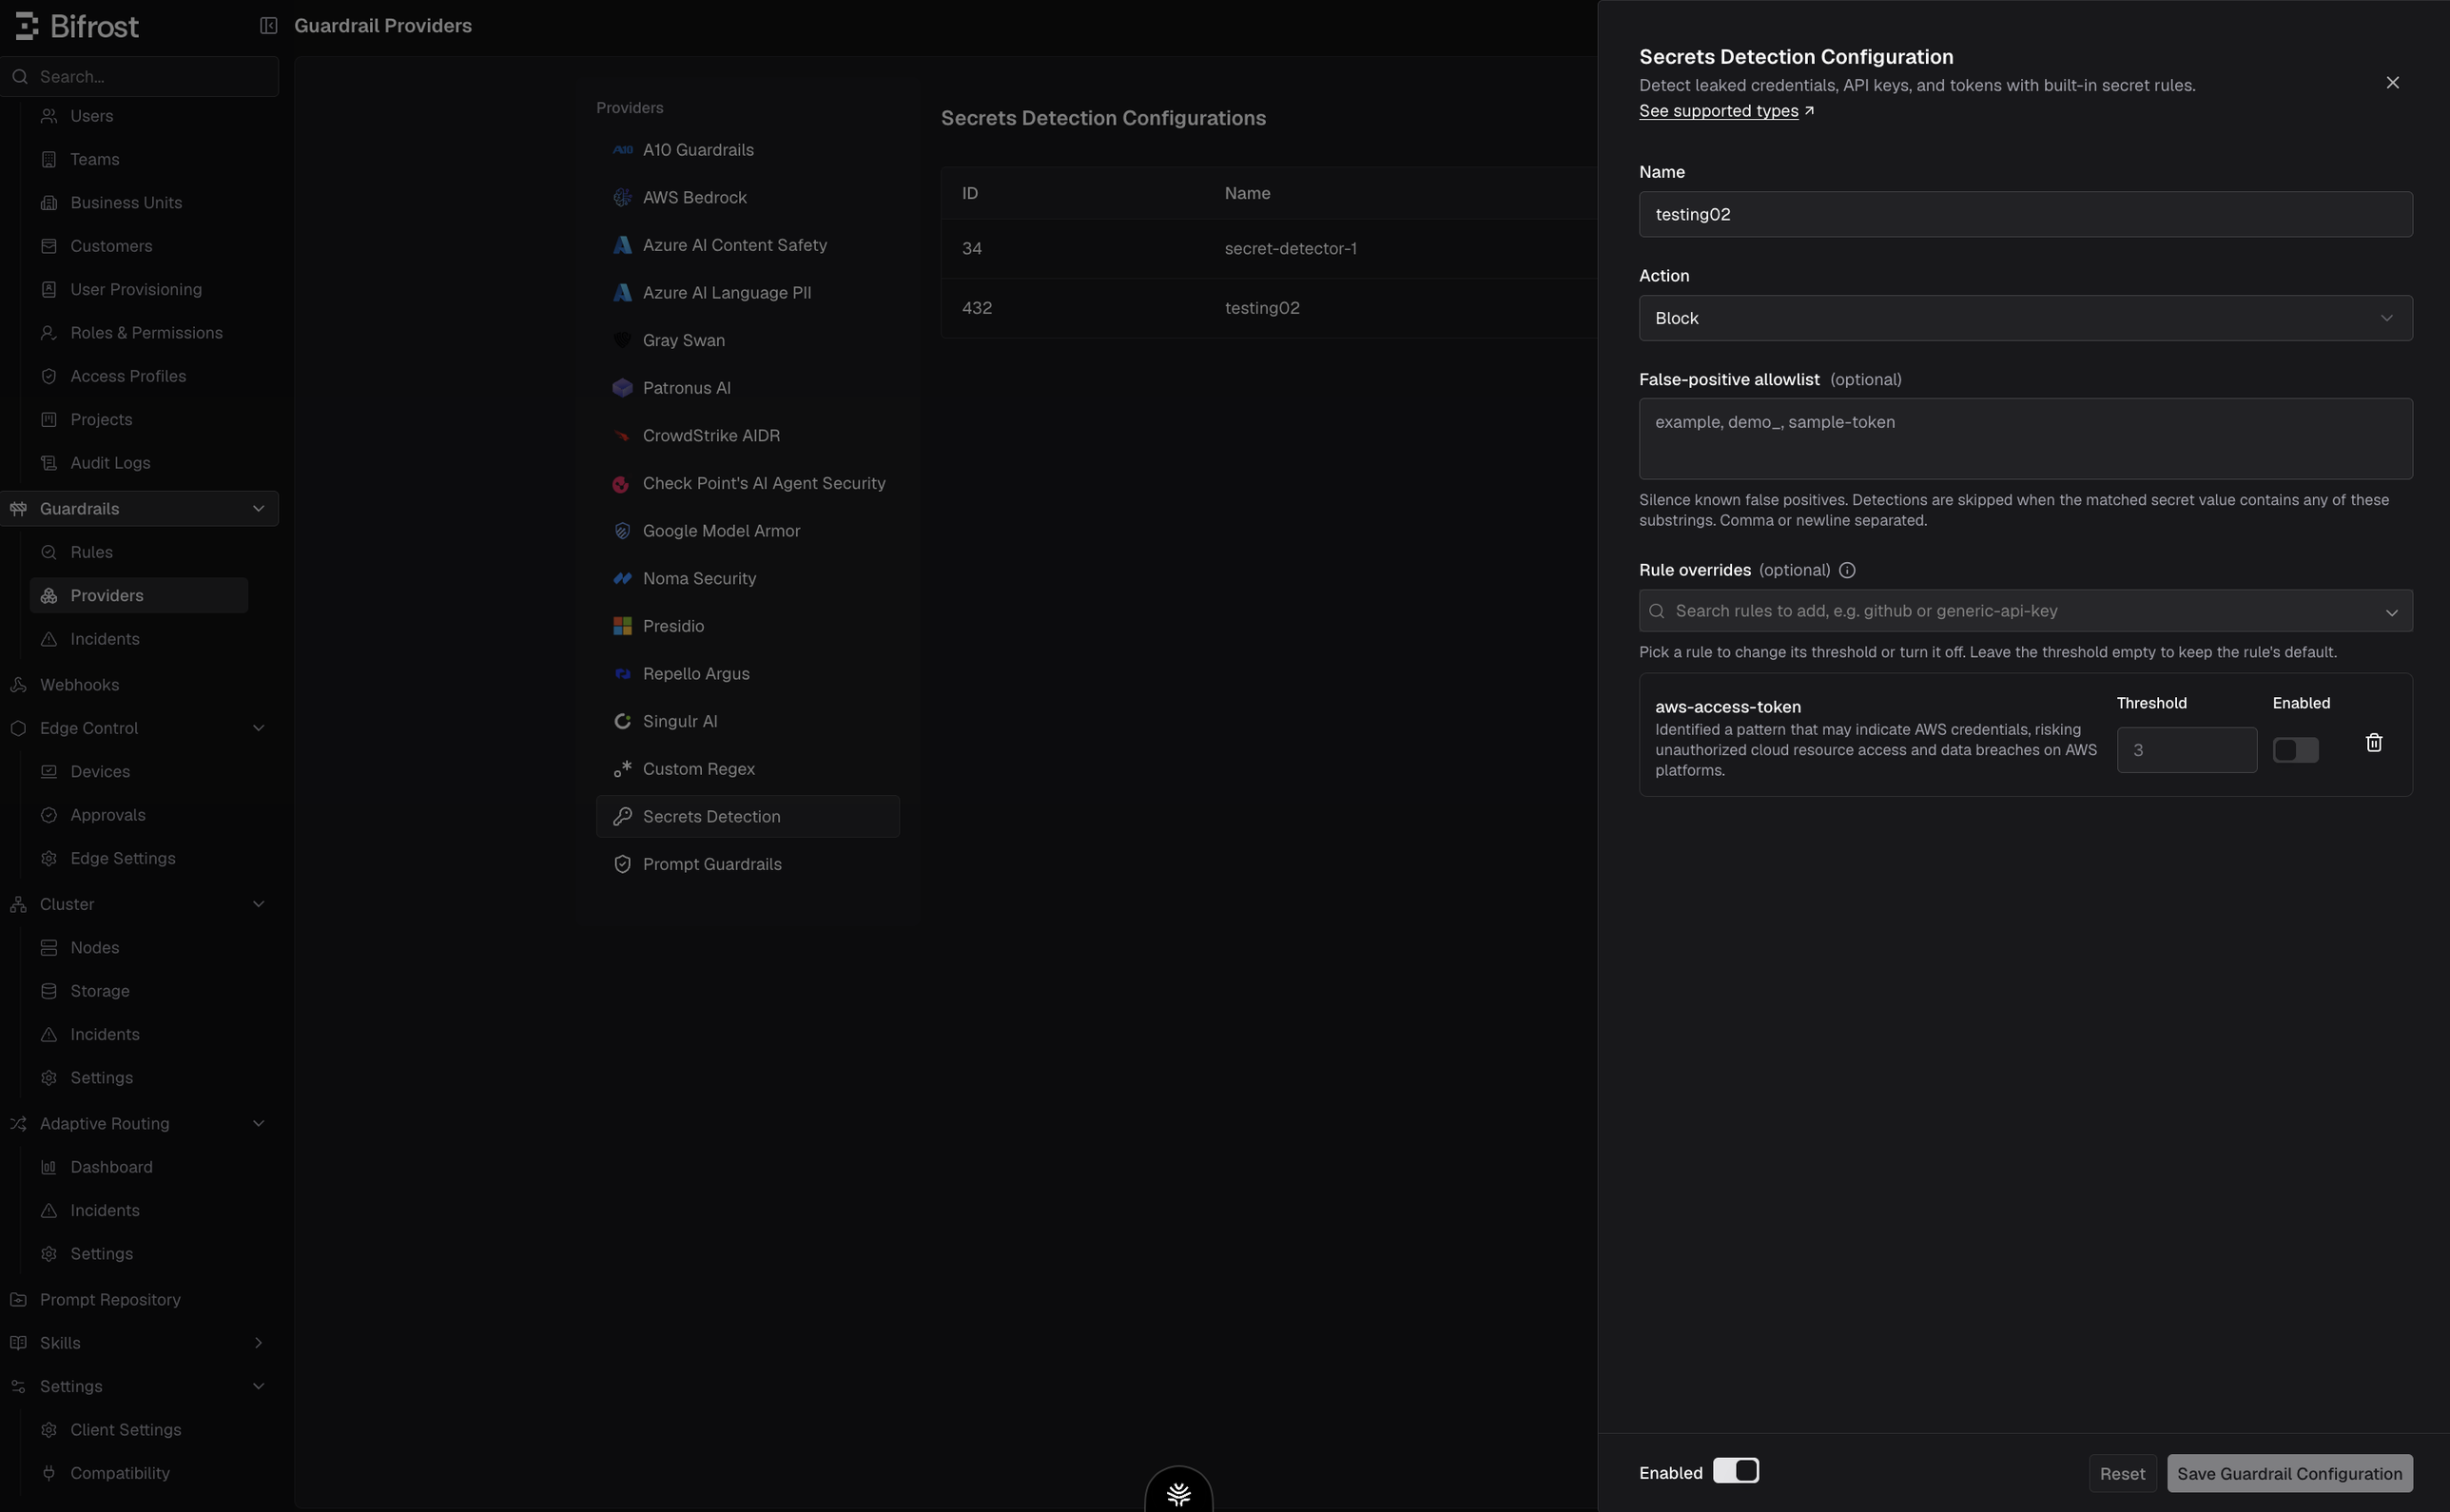 Bifrost
Search...
Users
Teams
Business Units
Customers
User Provisioning
Roles & Permissions
Access Profiles
Projects
Audit Logs
Guardrails
Rules
Providers
Incidents
Webhooks
Edge Control
Devices
Approvals
Edge Settings
Cluster
Nodes
Storage
Incidents
Settings
Adaptive Routing
Dashboard
Incidents
Settings
Prompt Repository
Skills
Settings
Client Settings
Compatibility
Guardrail Providers
Providers
A10 A10 Guardrails
AWS Bedrock
Azure AI Content Safety
Azure AI Language PII
Gray Swan
Patronus AI
CrowdStrike AIDR
Check Point's AI Agent Security
Google Model Armor
Noma Security
Presidio
Repello Argus
Singulr AI
Custom Regex
Secrets Detection
Prompt Guardrails
Secrets Detection Configurations
ID Name
34 secret-detector-1
432 testing02
Secrets Detection Configuration
Detect leaked credentials, API keys, and tokens with built-in secret rules.
See supported types
Name
testing02
Action
Block
False-positive allowlist (optional)
example, demo_, sample-token
Silence known false positives. Detections are skipped when the matched secret value contains any of these
substrings. Comma or newline separated.
Rule overrides (optional)
Search rules to add, e.g. github or generic-api-key
Pick a rule to change its threshold or turn it off. Leave the threshold empty to keep the rule's default.
aws-access-token
Identified a pattern that may indicate AWS credentials, risking
unauthorized cloud resource access and data breaches on AWS
platforms.
Threshold
3
Enabled
Enabled
Reset
Save Guardrail Configuration